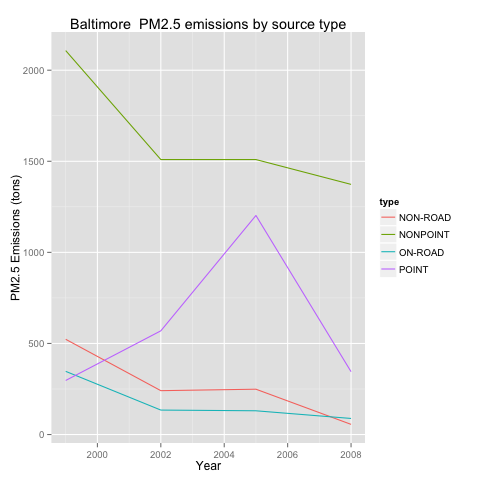 Baltimore  PM2.5 emissions by source type
PM2.5 Emissions (tons)
2000
1500
1000
500
0
2000 2002 2004 2006 2008
Year
type
NON-ROAD
NONPOINT
ON-ROAD
POINT